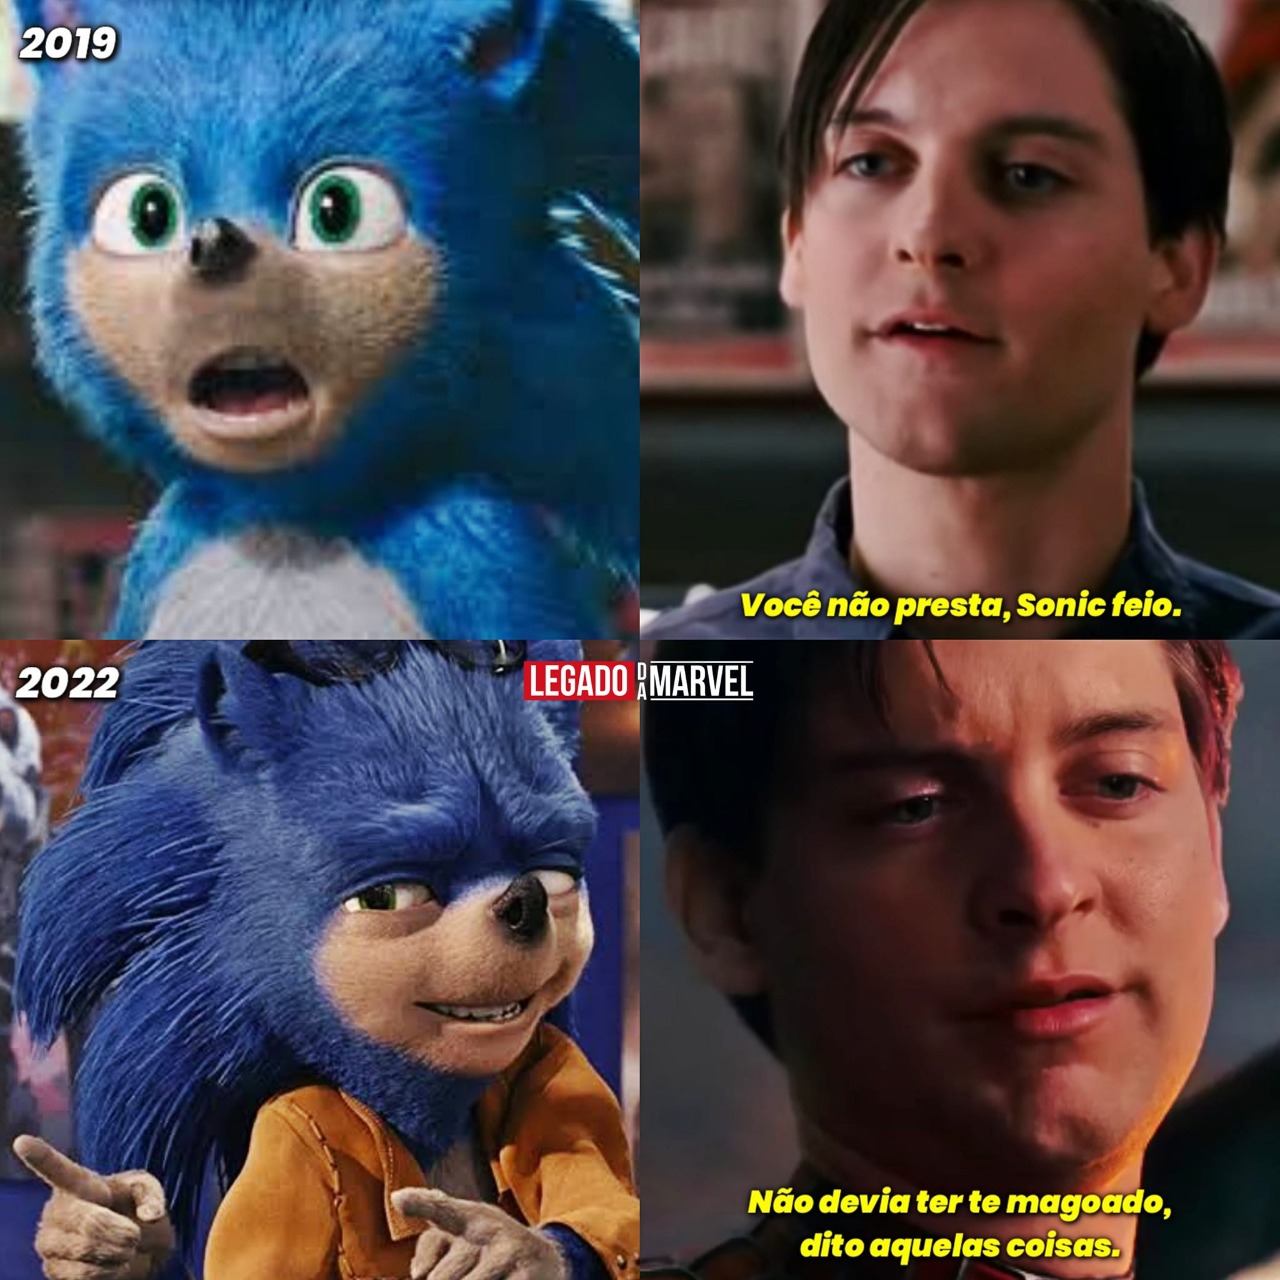 2019
Você não presta, Sonic feio.
2022
LEGADO DA MARVEL
Não devia ter te magoado,
dito aquelas coisas.